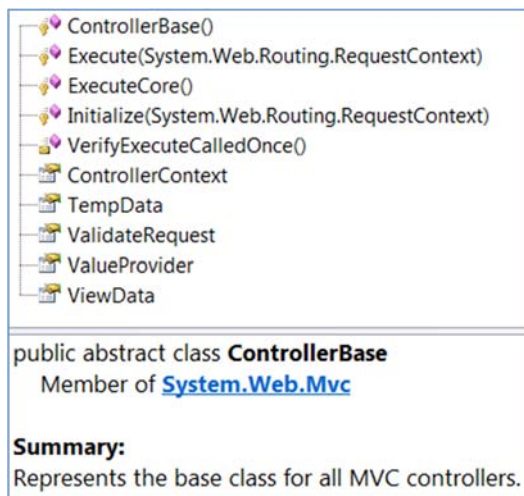 ControllerBase()
Execute(System.Web.Routing.RequestContext)
ExecuteCore()
Initialize(System.Web.Routing.RequestContext)
VerifyExecuteCalledOnce()
ControllerContext
TempData
ValidateRequest
ValueProvider
ViewData
public abstract class ControllerBase
Member of System.Web.Mvc
Summary:
Represents the base class for all MVC controllers.